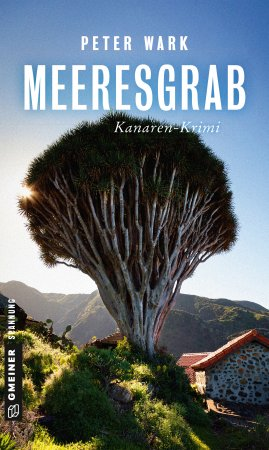 PETER WARK
MEERESGRAB
Kanaren-Krimi
GMEINER SPANNUNG